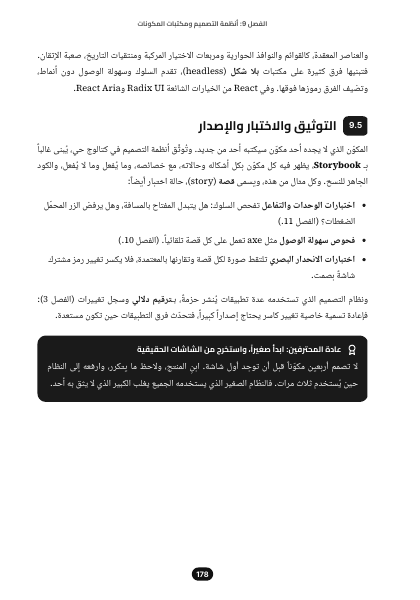 الفصل 9: أنظمة التصميم ومكتبات المكونات
والعناصر المعقدة، كالقوائم والنوافذ الحوارية ومربعات الاختيار المركبة ومنتقيات التاريخ، صعبة الإتقان.
فتبنيها فرق كثيرة على مكتبات بلا شكل (headless)، تقدم السلوك وسهولة الوصول دون أنماط،
وتضيف الفرق رموزها فوقها. وفي React من الخيارات الشائعة Radix UI وReact Aria.
9.5 التوثيق والاختبار والإصدار
المكوّن الذي لا يجده أحد مكوّن سيكتبه أحد من جديد. وتُوثَّق أنظمة التصميم في كتالوج حي، يُبنى غالباً
بـ Storybook، يظهر فيه كل مكوّن بكل أشكاله وحالاته، مع خصائصه، وما يُفعل وما لا يُفعل، والكود
الجاهز للنسخ. وكل مثال من هذه، ويسمى قصة (story)، حالة اختبار أيضاً:
• اختبارات الوحدات والتفاعل تفحص السلوك: هل يتبدل المفتاح بالمسافة، وهل يرفض الزر المحمّل
الضغطات؟ (الفصل 11.)
• فحوص سهولة الوصول مثل axe تعمل على كل قصة تلقائياً. (الفصل 10.)
• اختبارات الانحدار البصري تلتقط صورة لكل قصة وتقارنها بالمعتمدة، فلا يكسر تغيير رمز مشترك
شاشةً بصمت.
ونظام التصميم الذي تستخدمه عدة تطبيقات يُنشر حزمةً، بـترقيم دلالي وسجل تغييرات (الفصل 3):
فإعادة تسمية خاصية تغيير كاسر يحتاج إصداراً كبيراً، فتحدّث فرق التطبيقات حين تكون مستعدة.
عادة المحترفين: ابدأ صغيراً، واستخرج من الشاشات الحقيقية
لا تصمم أربعين مكوّناً قبل أن توجد أول شاشة. ابنِ المنتج، ولاحظ ما يتكرر، وارفعه إلى النظام
حين يُستخدم ثلاث مرات. فالنظام الصغير الذي يستخدمه الجميع يغلب الكبير الذي لا يثق به أحد.
178